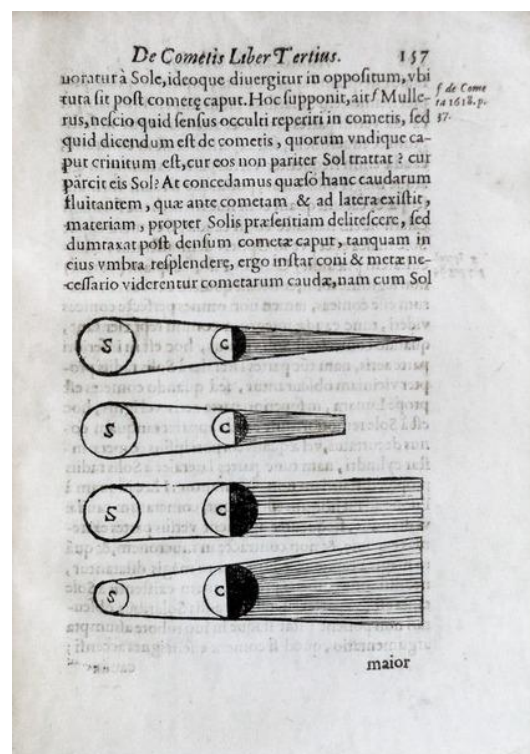 De Cometis Liber Tertius. 157
uoratur à Sole, ideoque diuergitur in oppositum, vbi
tuta sit post cometę caput. Hoc supponit, ait f Mulle-
rus, nescio quid sensus occulti reperiri in cometis, sed
quid dicendum est de cometis, quorum vndique ca-
put crinitum est, cur eos non pariter Sol tractat? cur
parcit eis Sol? At concedamus quæso hanc caudarum
fluitantem, quæ ante cometam & ad latera existit,
materiam, propter Solis præsentiam delitescere, sed
dumtaxat post densum cometæ caput, tanquam in
eius vmbra resplendere, ergo instar coni & metæ ne-
cessario viderentur cometarum caudæ, nam cum Sol
f de Come
ta 1618. p.
37.
S C
S C
S C
S C
maior